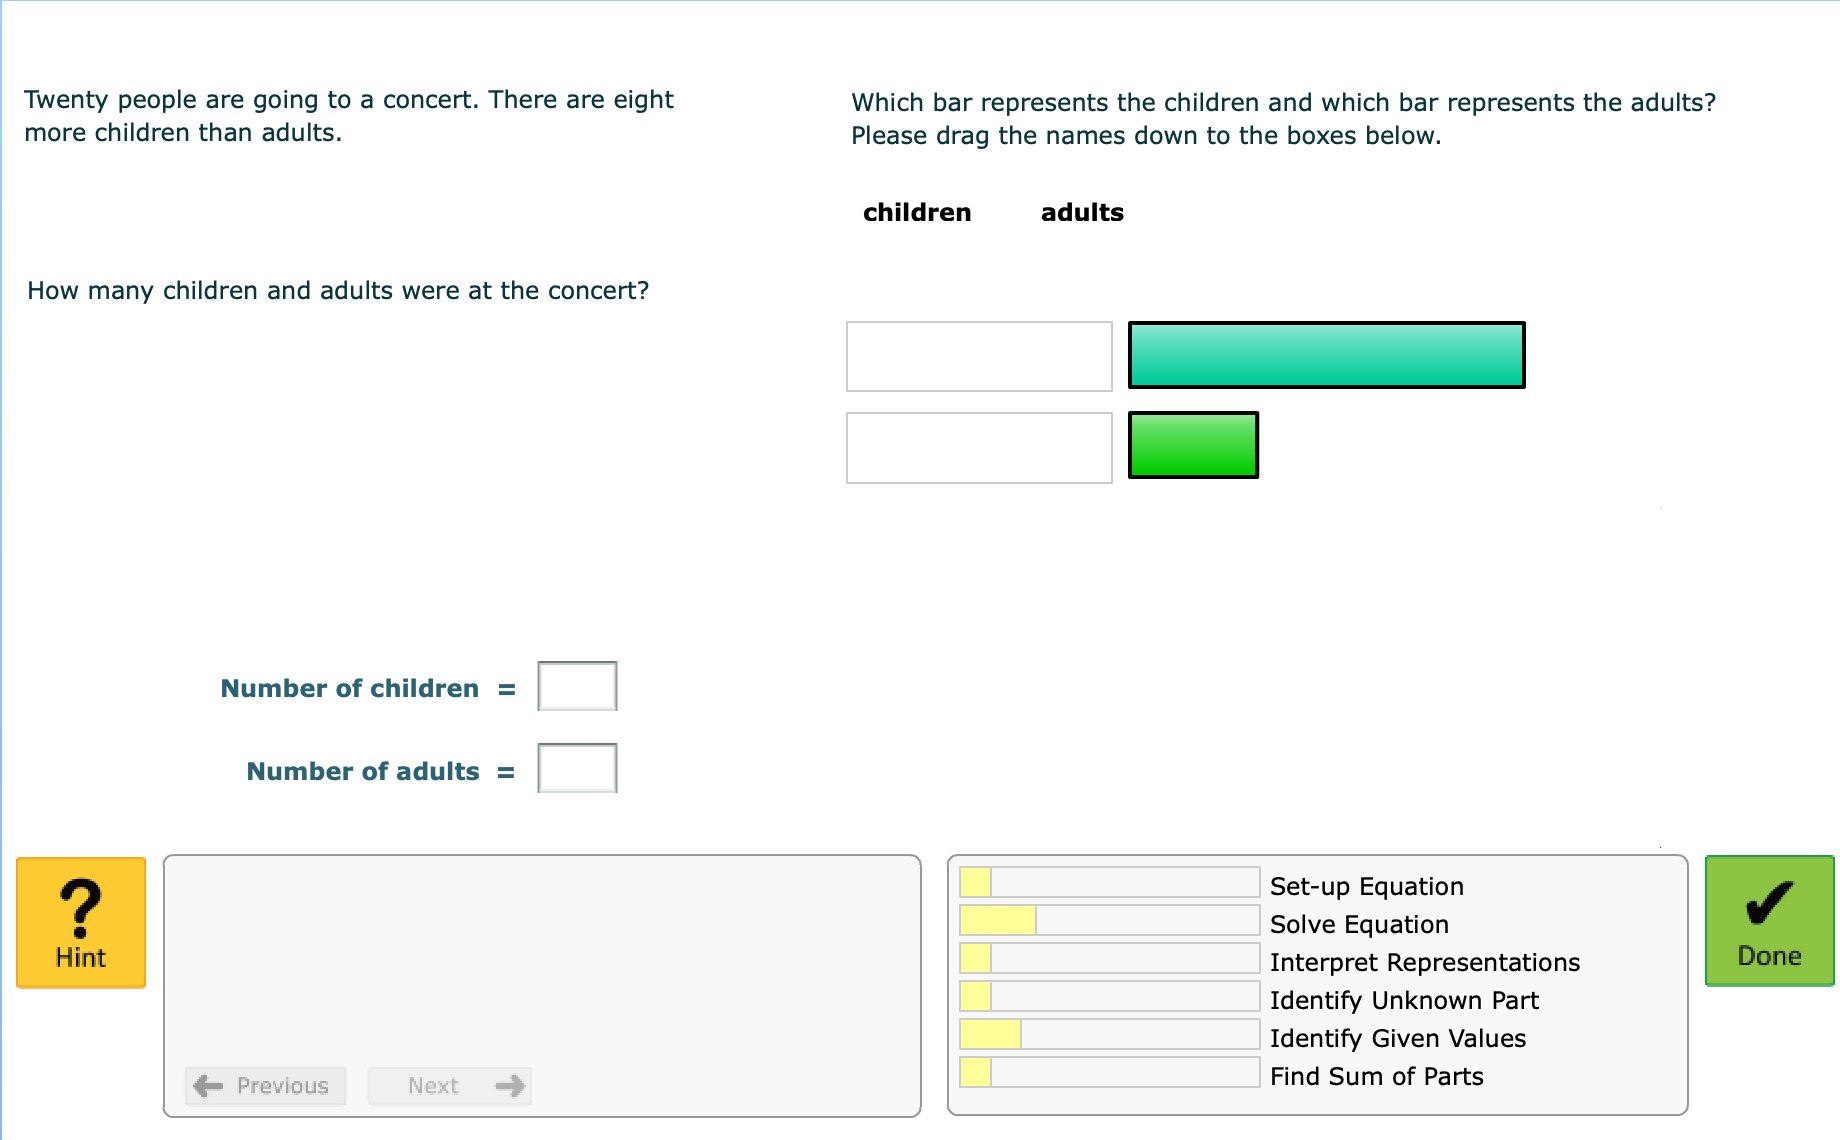 Twenty people are going to a concert. There are eight
more children than adults.
How many children and adults were at the concert?
Which bar represents the children and which bar represents the adults?
Please drag the names down to the boxes below.
children adults
Number of children =
Number of adults =
? Hint
Previous Next
Set-up Equation
Solve Equation
Interpret Representations
Identify Unknown Part
Identify Given Values
Find Sum of Parts
Done